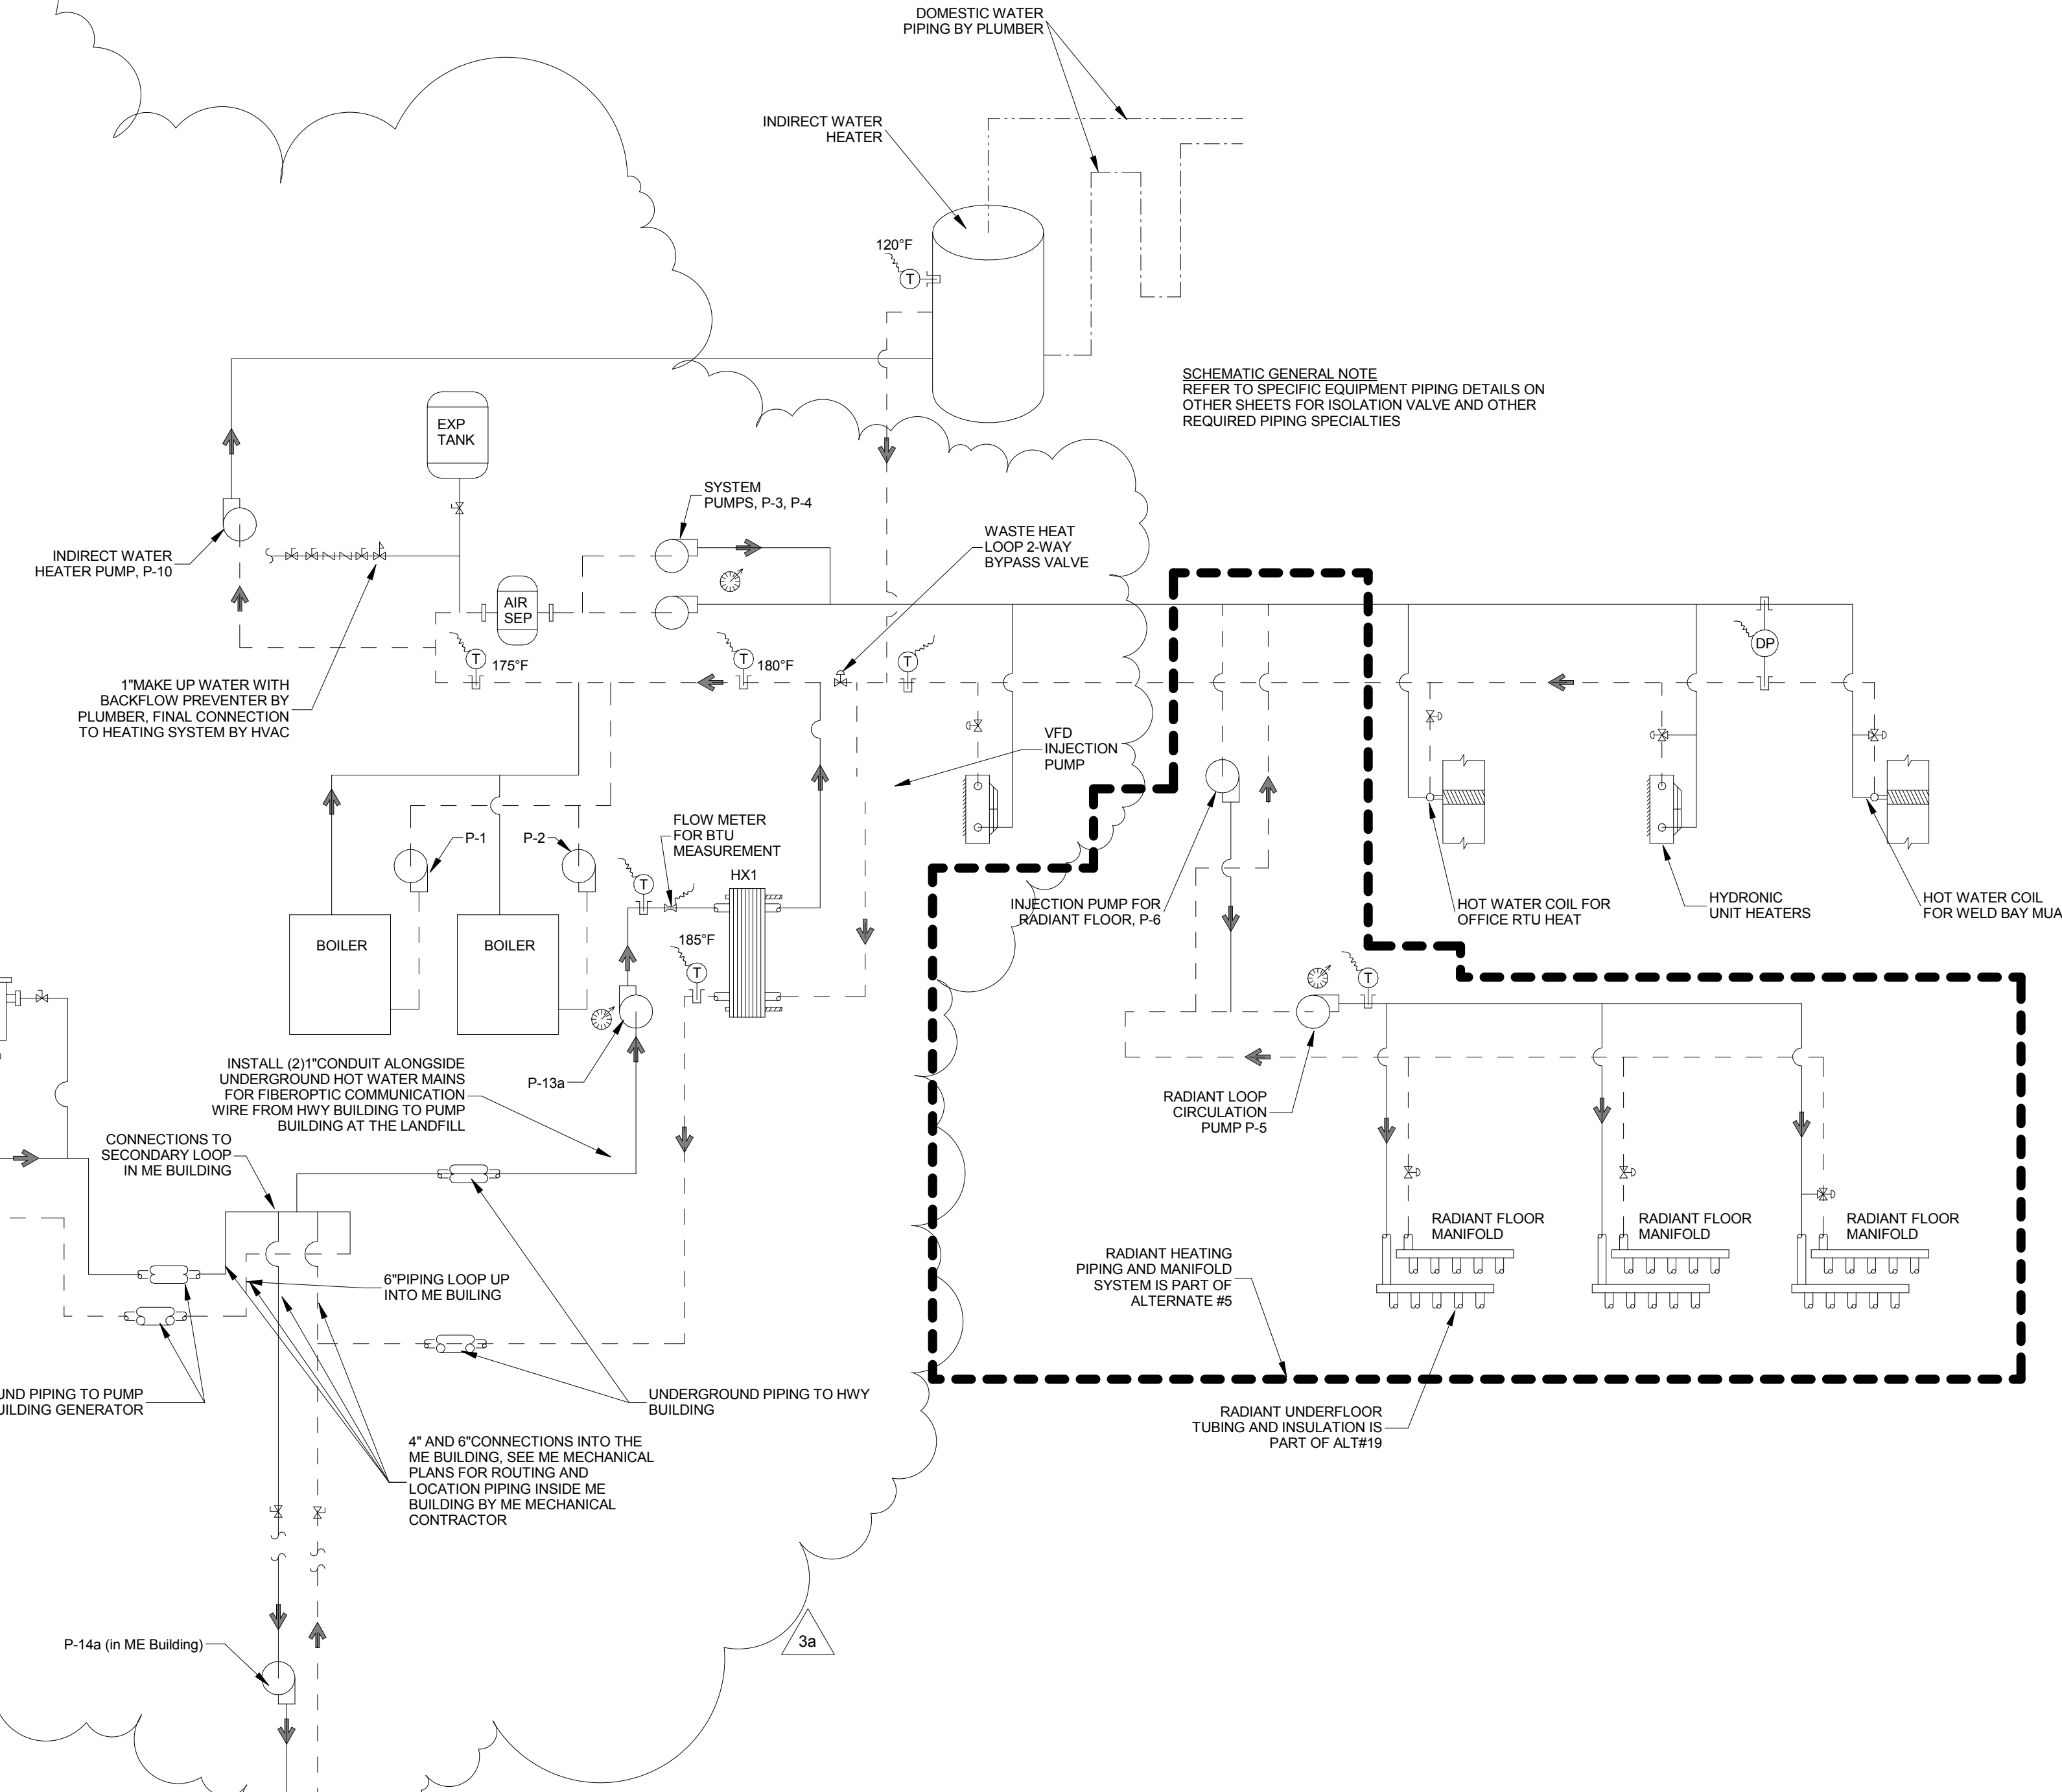 DOMESTIC WATER
PIPING BY PLUMBER
INDIRECT WATER
HEATER
120°F
T
SCHEMATIC GENERAL NOTE
REFER TO SPECIFIC EQUIPMENT PIPING DETAILS ON
OTHER SHEETS FOR ISOLATION VALVE AND OTHER
REQUIRED PIPING SPECIALTIES
EXP
TANK
SYSTEM
PUMPS, P-3, P-4
WASTE HEAT
LOOP 2-WAY
BYPASS VALVE
INDIRECT WATER
HEATER PUMP, P-10
AIR
SEP
T
175°F
T
180°F
T
DP
1"MAKE UP WATER WITH
BACKFLOW PREVENTER BY
PLUMBER, FINAL CONNECTION
TO HEATING SYSTEM BY HVAC
VFD
INJECTION
PUMP
P-1
P-2
FLOW METER
FOR BTU
MEASUREMENT
HX1
T
INJECTION PUMP FOR
RADIANT FLOOR, P-6
HOT WATER COIL FOR
OFFICE RTU HEAT
HYDRONIC
UNIT HEATERS
HOT WATER COIL
FOR WELD BAY MUA
BOILER
BOILER
185°F
T
T
INSTALL (2)1"CONDUIT ALONGSIDE
UNDERGROUND HOT WATER MAINS
FOR FIBEROPTIC COMMUNICATION
WIRE FROM HWY BUILDING TO PUMP
BUILDING AT THE LANDFILL
P-13a
RADIANT LOOP
CIRCULATION
PUMP P-5
CONNECTIONS TO
SECONDARY LOOP
IN ME BUILDING
RADIANT FLOOR
MANIFOLD
RADIANT FLOOR
MANIFOLD
RADIANT FLOOR
MANIFOLD
6"PIPING LOOP UP
INTO ME BUILING
RADIANT HEATING
PIPING AND MANIFOLD
SYSTEM IS PART OF
ALTERNATE #5
UND PIPING TO PUMP
UILDING GENERATOR
UNDERGROUND PIPING TO HWY
BUILDING
RADIANT UNDERFLOOR
TUBING AND INSULATION IS
PART OF ALT#19
4" AND 6"CONNECTIONS INTO THE
ME BUILDING, SEE ME MECHANICAL
PLANS FOR ROUTING AND
LOCATION PIPING INSIDE ME
BUILDING BY ME MECHANICAL
CONTRACTOR
P-14a (in ME Building)
3a